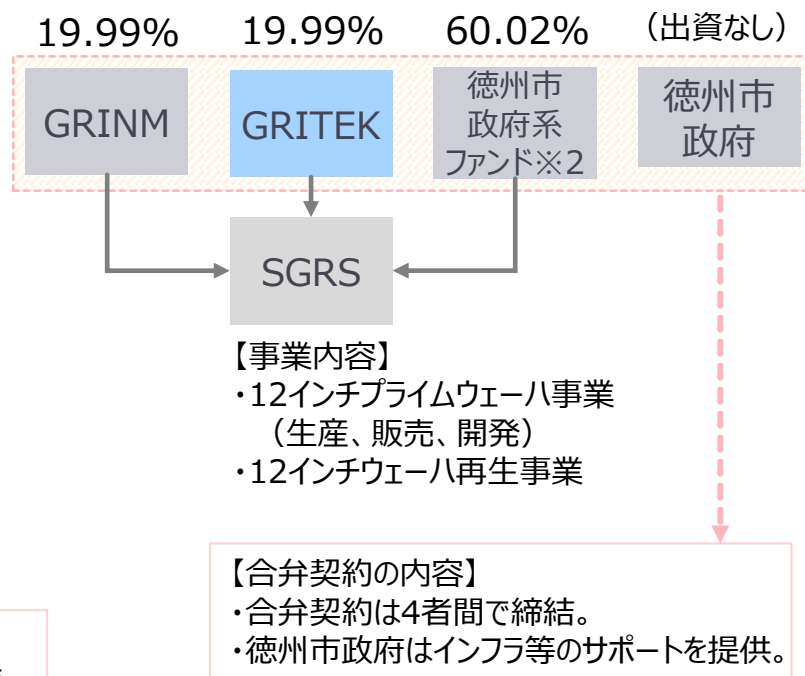 19.99%
19.99%
60.02%
（出資なし）
GRINM
GRITEK
徳州市
政府系
ファンド※2
徳州市
政府
SGRS
【事業内容】
・12インチプライムウェーハ事業
（生産、販売、開発）
・12インチウェーハ再生事業
【合弁契約の内容】
・合弁契約は4者間で締結。
・徳州市政府はインフラ等のサポートを提供。